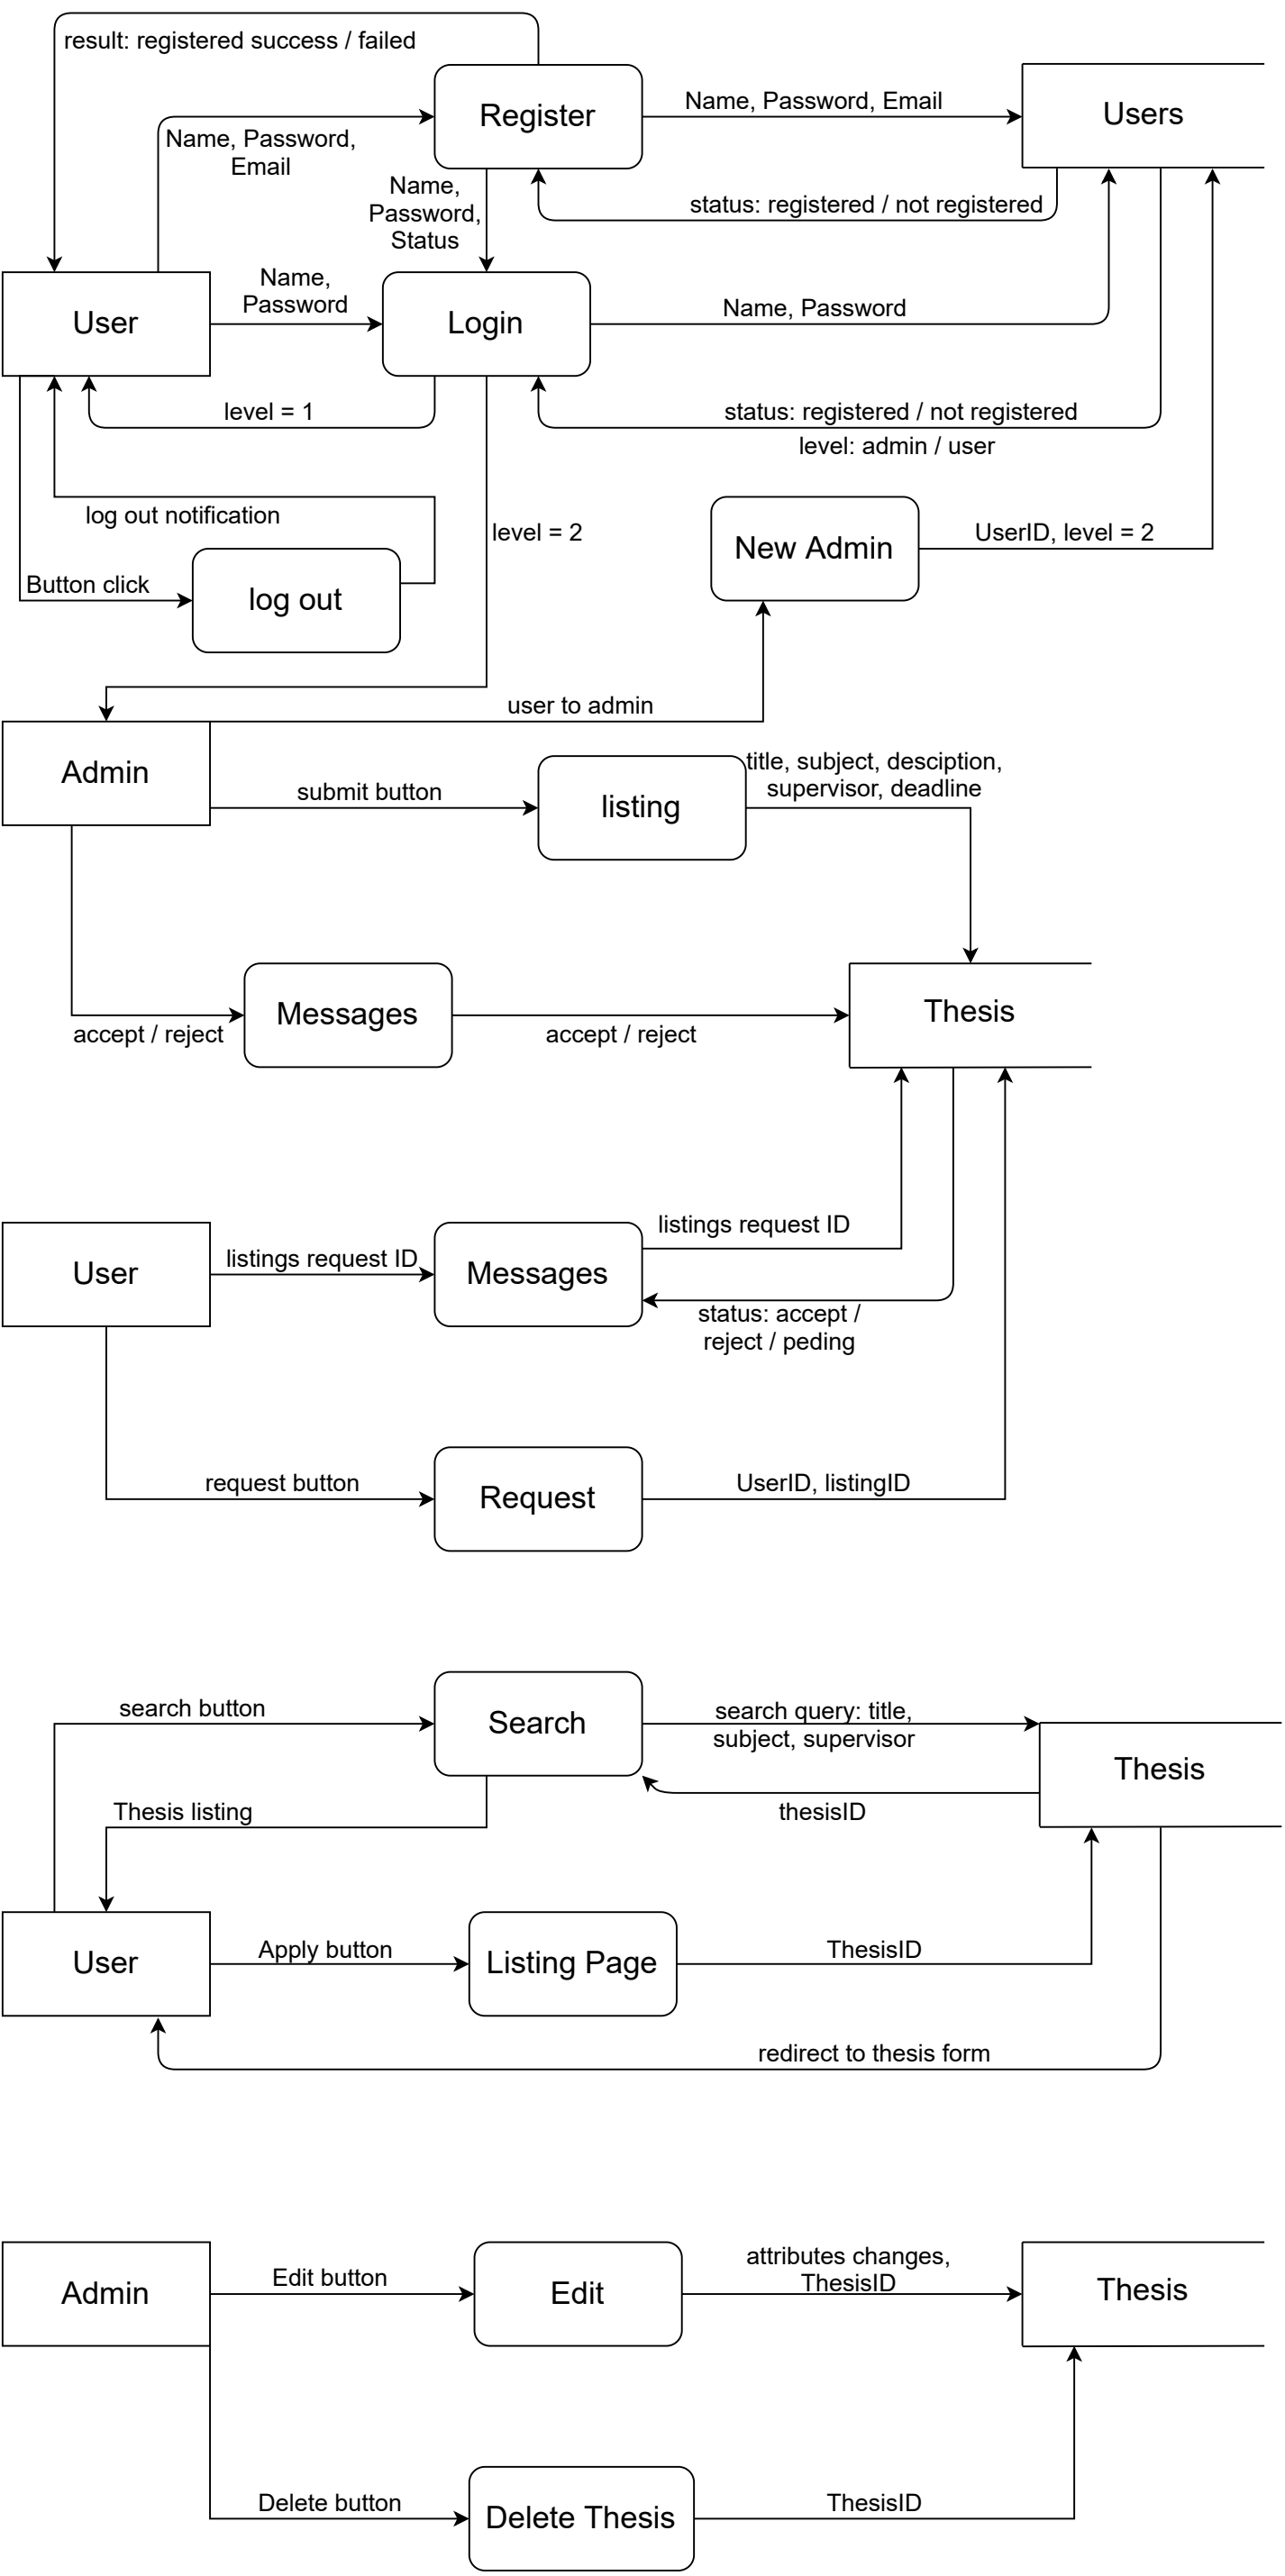 result: registered success / failed
Register
Name, Password, Email
Users
Name, Password,
Email
Name,
Password,
Status
status: registered / not registered
User
Name,
Password
Login
Name, Password
level = 1
status: registered / not registered
level: admin / user
log out notification
level = 2
New Admin
UserID, level = 2
Button click
log out
user to admin
Admin
submit button
listing
title, subject, desciption,
supervisor, deadline
accept / reject
Messages
accept / reject
Thesis
User
listings request ID
Messages
listings request ID
status: accept /
reject / peding
request button
Request
UserID, listingID
search button
Search
search query: title,
subject, supervisor
Thesis
Thesis listing
thesisID
User
Apply button
Listing Page
ThesisID
redirect to thesis form
Admin
Edit button
Edit
attributes changes,
ThesisID
Thesis
Delete button
Delete Thesis
ThesisID